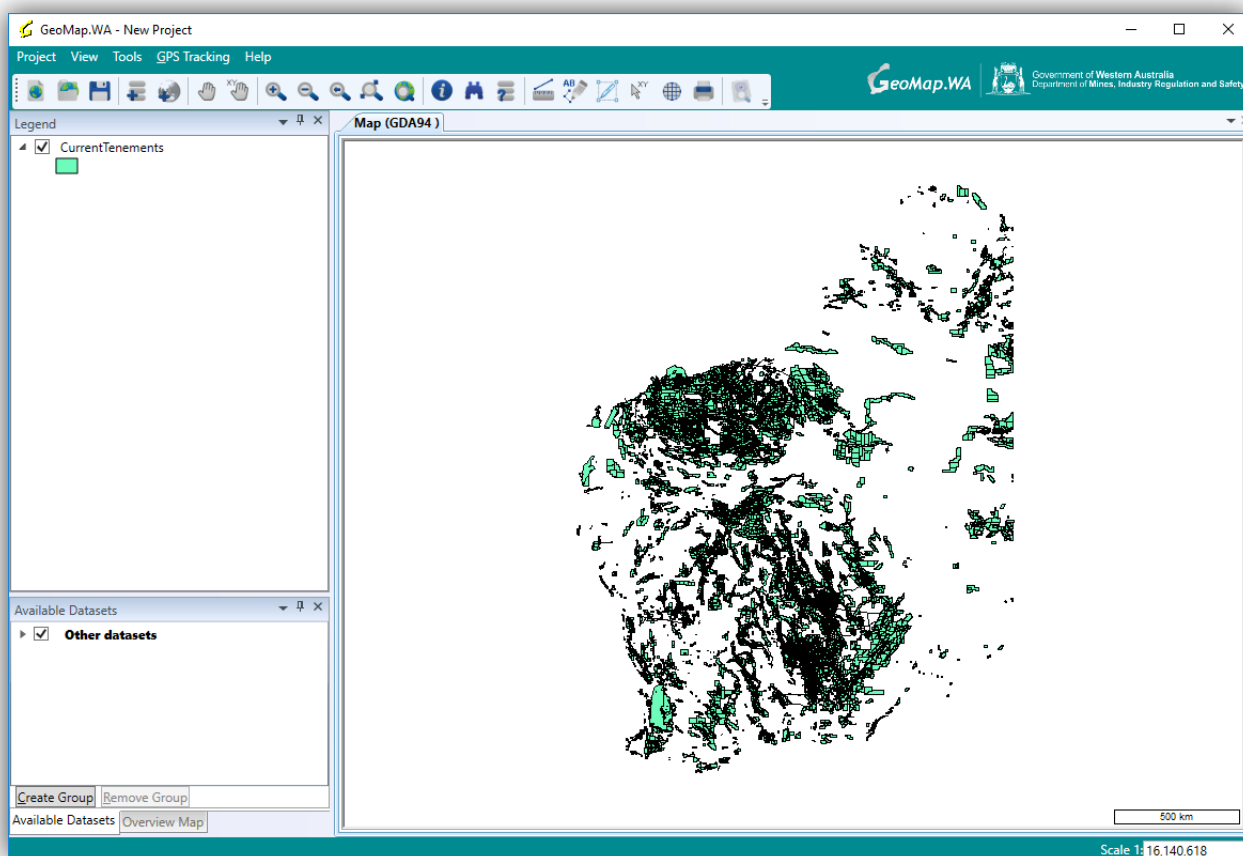 GeoMap.WA - New Project
Project View Tools GPS Tracking Help
GeoMap.WA
Government of Western Australia
Department of Mines, Industry Regulation and Safety
Legend
Map (GDA94 )
CurrentTenements
Available Datasets
Other datasets
Create Group Remove Group
Available Datasets Overview Map
500 km
Scale 1: 16,140,618